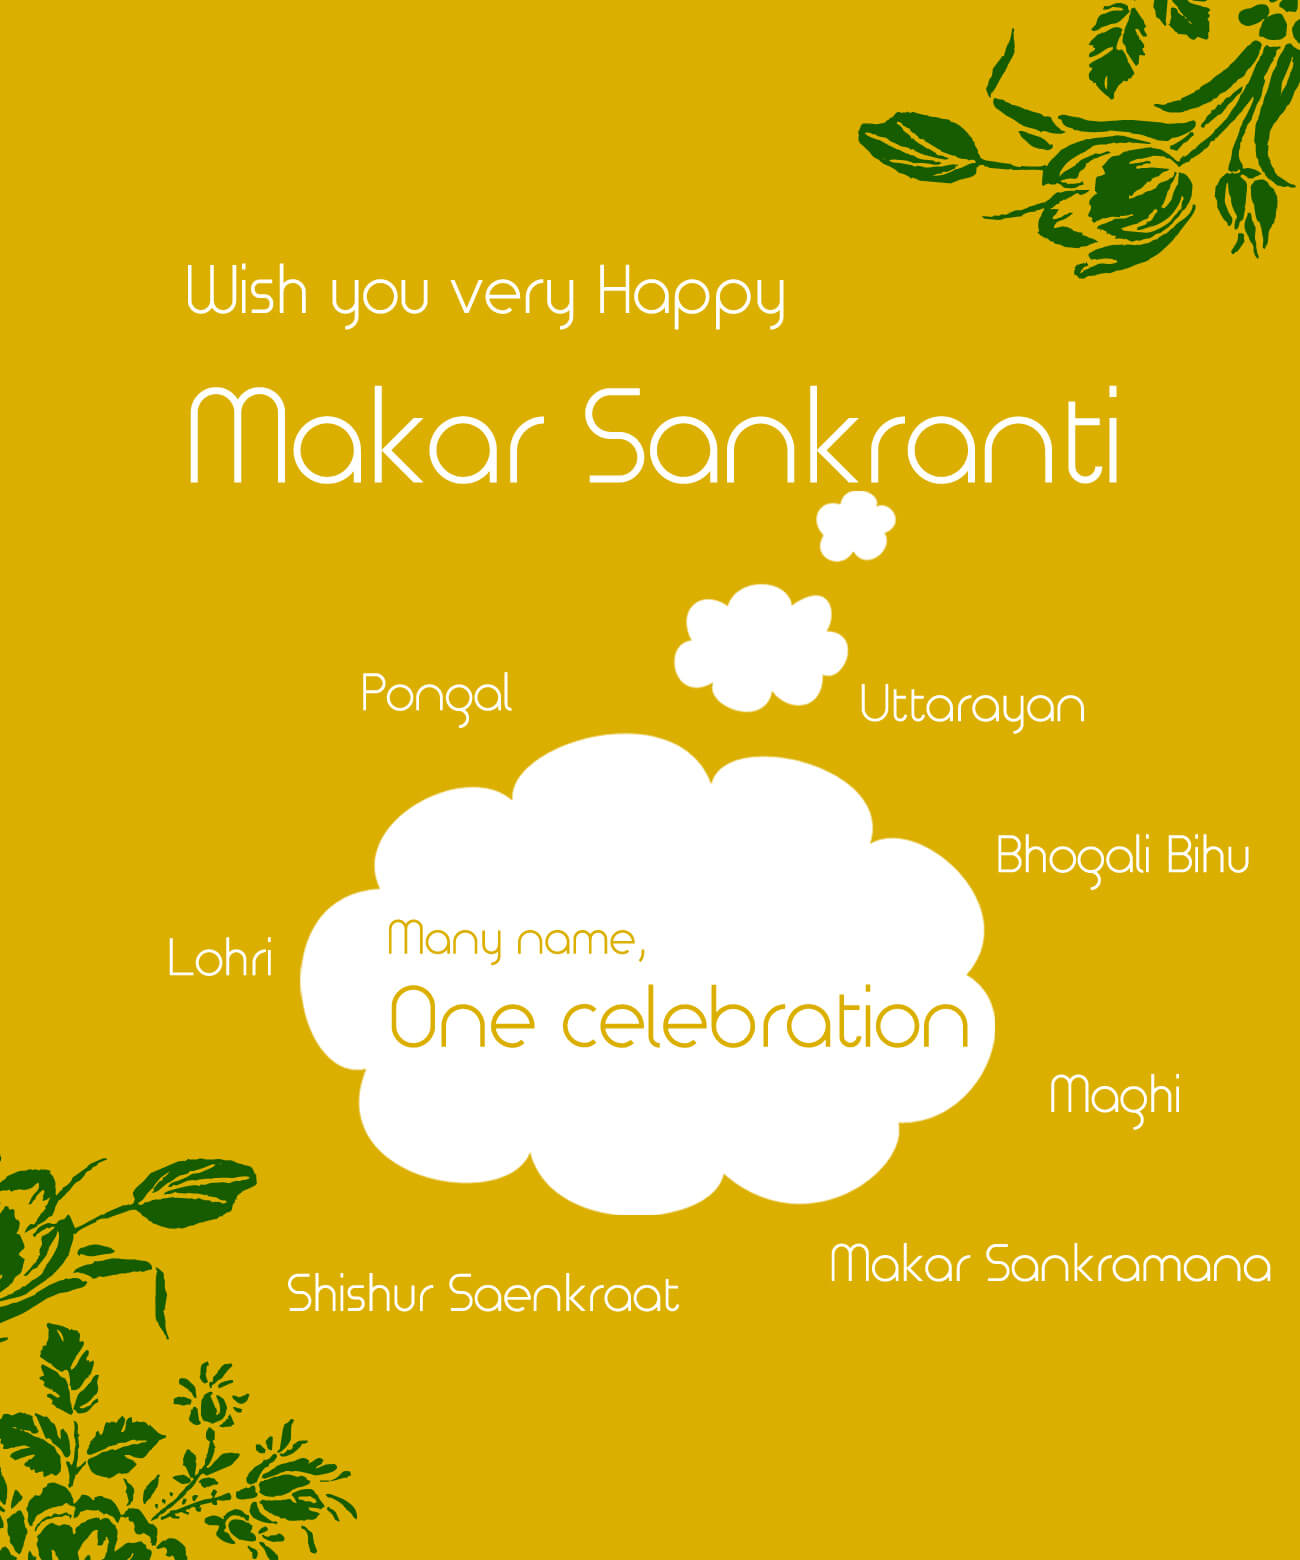 Wish you very Happy
Makar Sankranti
Pongal
Uttarayan
Bhogali Bihu
Lohri
Many name,
One celebration
Maghi
Makar Sankramana
Shishur Saenkraat